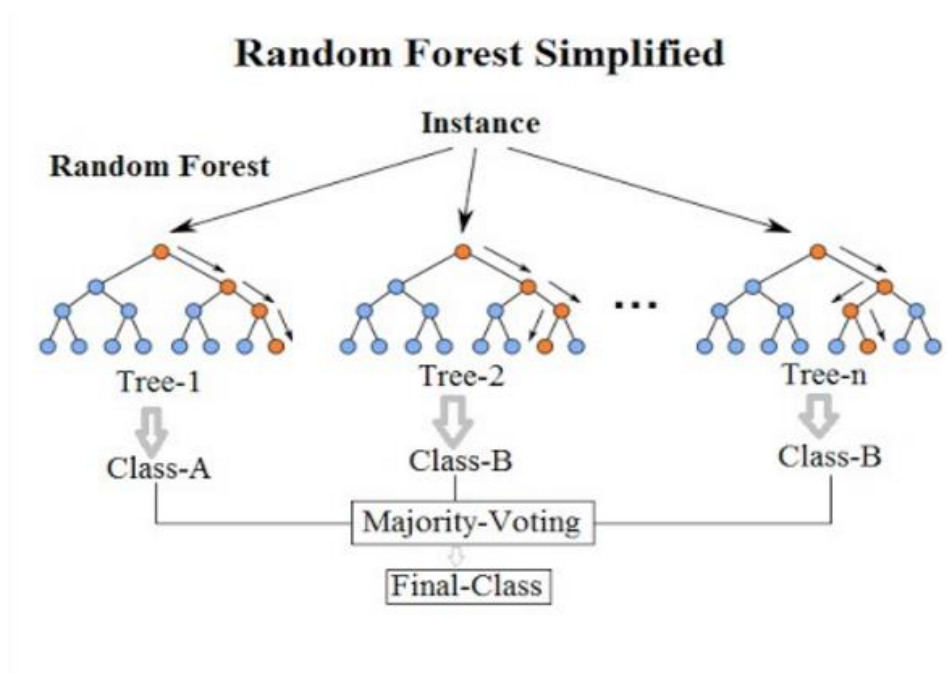 Random Forest Simplified
Instance
Random Forest
...
Tree-1
Tree-2
Tree-n
Class-A
Class-B
Class-B
Majority-Voting
Final-Class